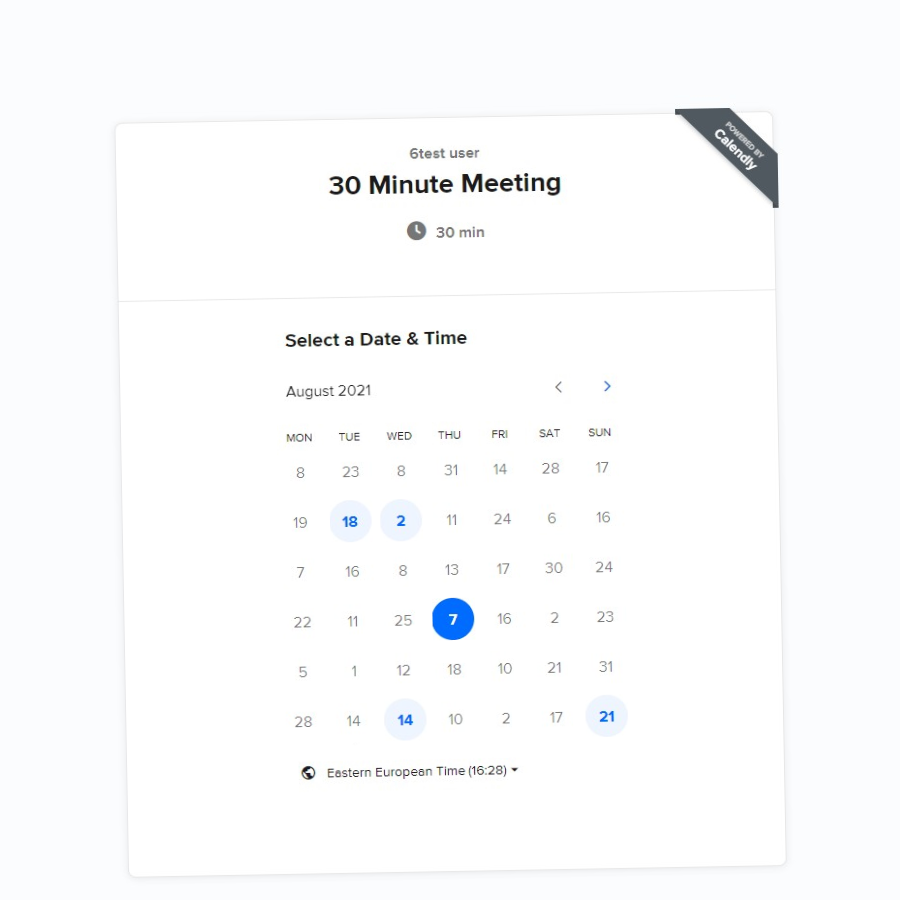 POWERED BY
Calendly
6test user
30 Minute Meeting
30 min
Select a Date & Time
August 2021
MON TUE WED THU FRI SAT SUN
8 23 8 31 14 28 17
19 18 2 11 24 6 16
7 16 8 13 17 30 24
22 11 25 7 16 2 23
5 1 12 18 10 21 31
28 14 14 10 2 17 21
Eastern European Time (16:28)